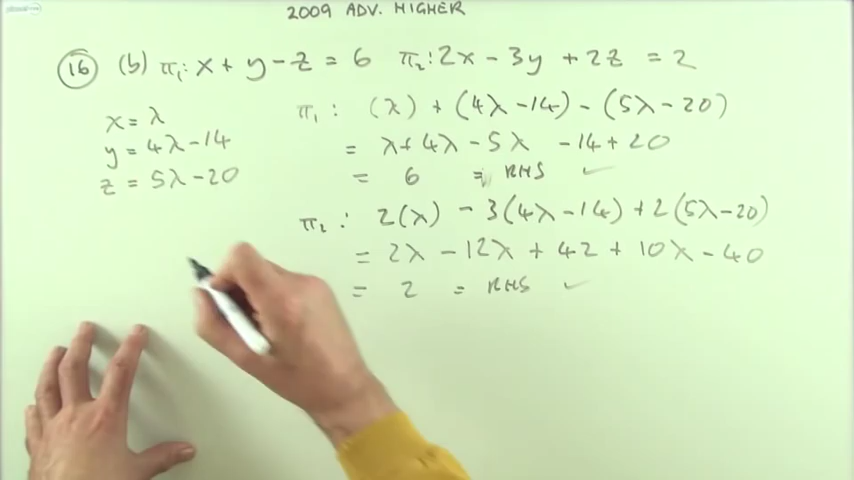 2009 ADV. HIGHER
16 (b) π₁: x + y - z = 6 π₂: 2x - 3y + 2z = 2
x = λ
y = 4λ - 14
z = 5λ - 20
π₁ : (λ) + (4λ - 14) - (5λ - 20)
= λ + 4λ - 5λ - 14 + 20
= 6 = RHS ✓
π₂ : 2(λ) - 3(4λ - 14) + 2(5λ - 20)
= 2λ - 12λ + 42 + 10λ - 40
= 2 = RHS ✓